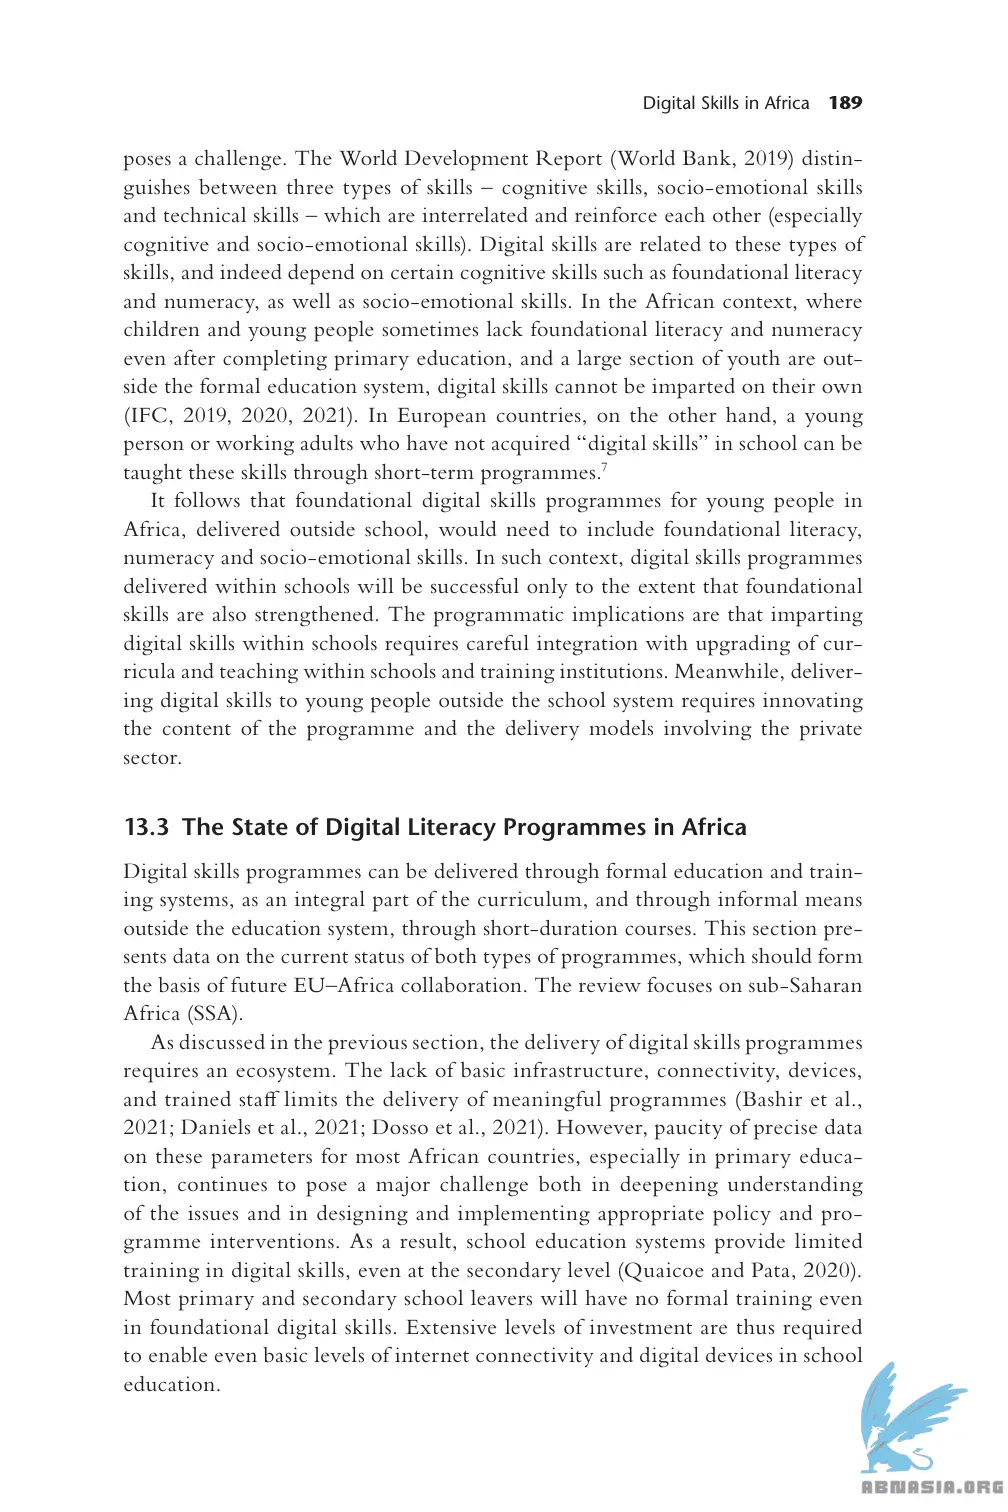 Digital Skills in Africa 189
poses a challenge. The World Development Report (World Bank, 2019) distin-
guishes between three types of skills – cognitive skills, socio-emotional skills
and technical skills – which are interrelated and reinforce each other (especially
cognitive and socio-emotional skills). Digital skills are related to these types of
skills, and indeed depend on certain cognitive skills such as foundational literacy
and numeracy, as well as socio-emotional skills. In the African context, where
children and young people sometimes lack foundational literacy and numeracy
even after completing primary education, and a large section of youth are out-
side the formal education system, digital skills cannot be imparted on their own
(IFC, 2019, 2020, 2021). In European countries, on the other hand, a young
person or working adults who have not acquired “digital skills” in school can be
taught these skills through short-term programmes.7
It follows that foundational digital skills programmes for young people in
Africa, delivered outside school, would need to include foundational literacy,
numeracy and socio-emotional skills. In such context, digital skills programmes
delivered within schools will be successful only to the extent that foundational
skills are also strengthened. The programmatic implications are that imparting
digital skills within schools requires careful integration with upgrading of cur-
ricula and teaching within schools and training institutions. Meanwhile, deliver-
ing digital skills to young people outside the school system requires innovating
the content of the programme and the delivery models involving the private
sector.
13.3 The State of Digital Literacy Programmes in Africa
Digital skills programmes can be delivered through formal education and train-
ing systems, as an integral part of the curriculum, and through informal means
outside the education system, through short-duration courses. This section pre-
sents data on the current status of both types of programmes, which should form
the basis of future EU–Africa collaboration. The review focuses on sub-Saharan
Africa (SSA).
As discussed in the previous section, the delivery of digital skills programmes
requires an ecosystem. The lack of basic infrastructure, connectivity, devices,
and trained staff limits the delivery of meaningful programmes (Bashir et al.,
2021; Daniels et al., 2021; Dosso et al., 2021). However, paucity of precise data
on these parameters for most African countries, especially in primary educa-
tion, continues to pose a major challenge both in deepening understanding
of the issues and in designing and implementing appropriate policy and pro-
gramme interventions. As a result, school education systems provide limited
training in digital skills, even at the secondary level (Quaicoe and Pata, 2020).
Most primary and secondary school leavers will have no formal training even
in foundational digital skills. Extensive levels of investment are thus required
to enable even basic levels of internet connectivity and digital devices in school
education.
ABNASIA.ORG